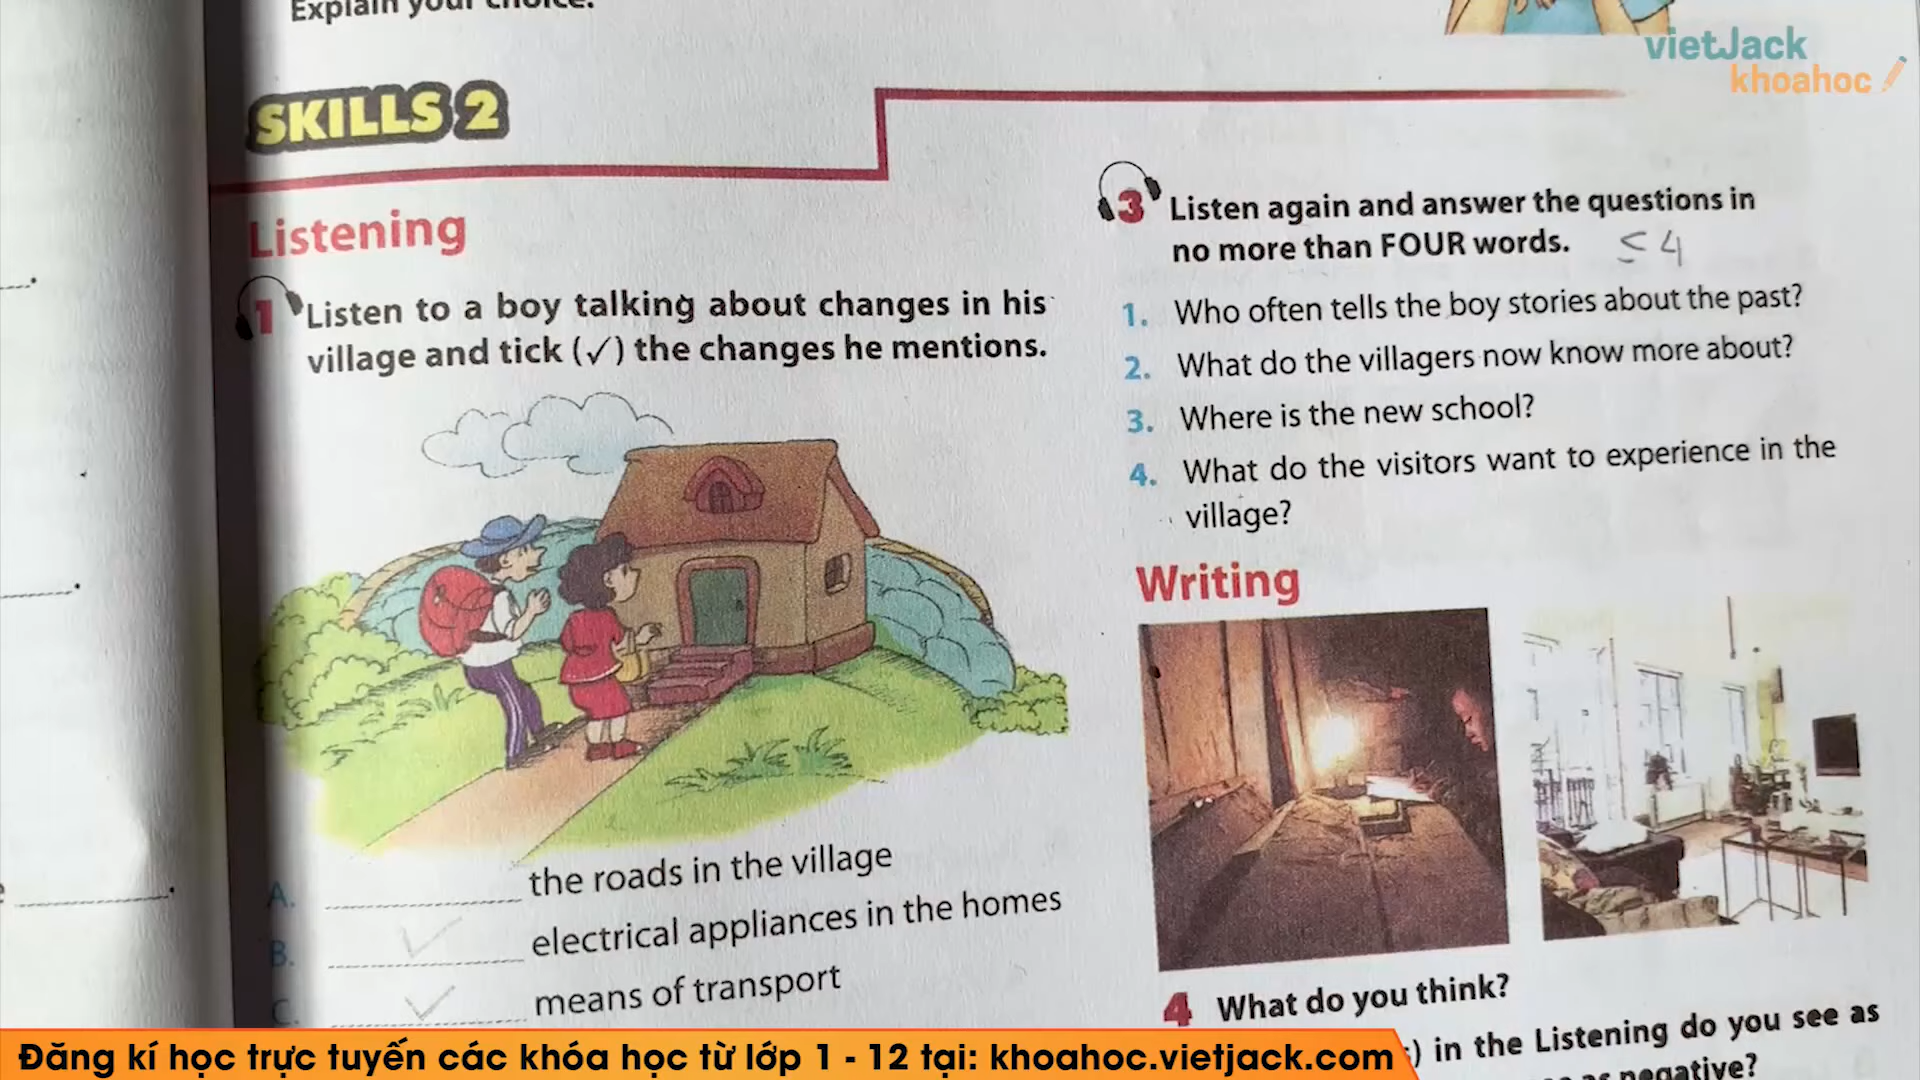 Explain your choice.
vietJack
khoahoc
SKILLS 2
Listening
1 Listen to a boy talking about changes in his
village and tick (✓) the changes he mentions.
A. the roads in the village
B. ✓ electrical appliances in the homes
C. ✓ means of transport
3 Listen again and answer the questions in
no more than FOUR words. ≤ 4
1. Who often tells the boy stories about the past?
2. What do the villagers now know more about?
3. Where is the new school?
4. What do the visitors want to experience in the
village?
Writing
4 What do you think?
) in the Listening do you see as
negative?
Đăng kí học trực tuyến các khóa học từ lớp 1 - 12 tại: khoahoc.vietjack.com